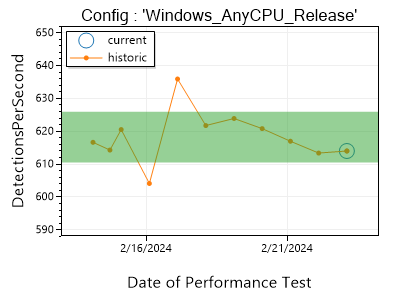 Config : 'Windows_AnyCPU_Release'
650
640
630
620
610
600
590
DetectionsPerSecond
current
historic
2/16/2024
2/21/2024
Date of Performance Test